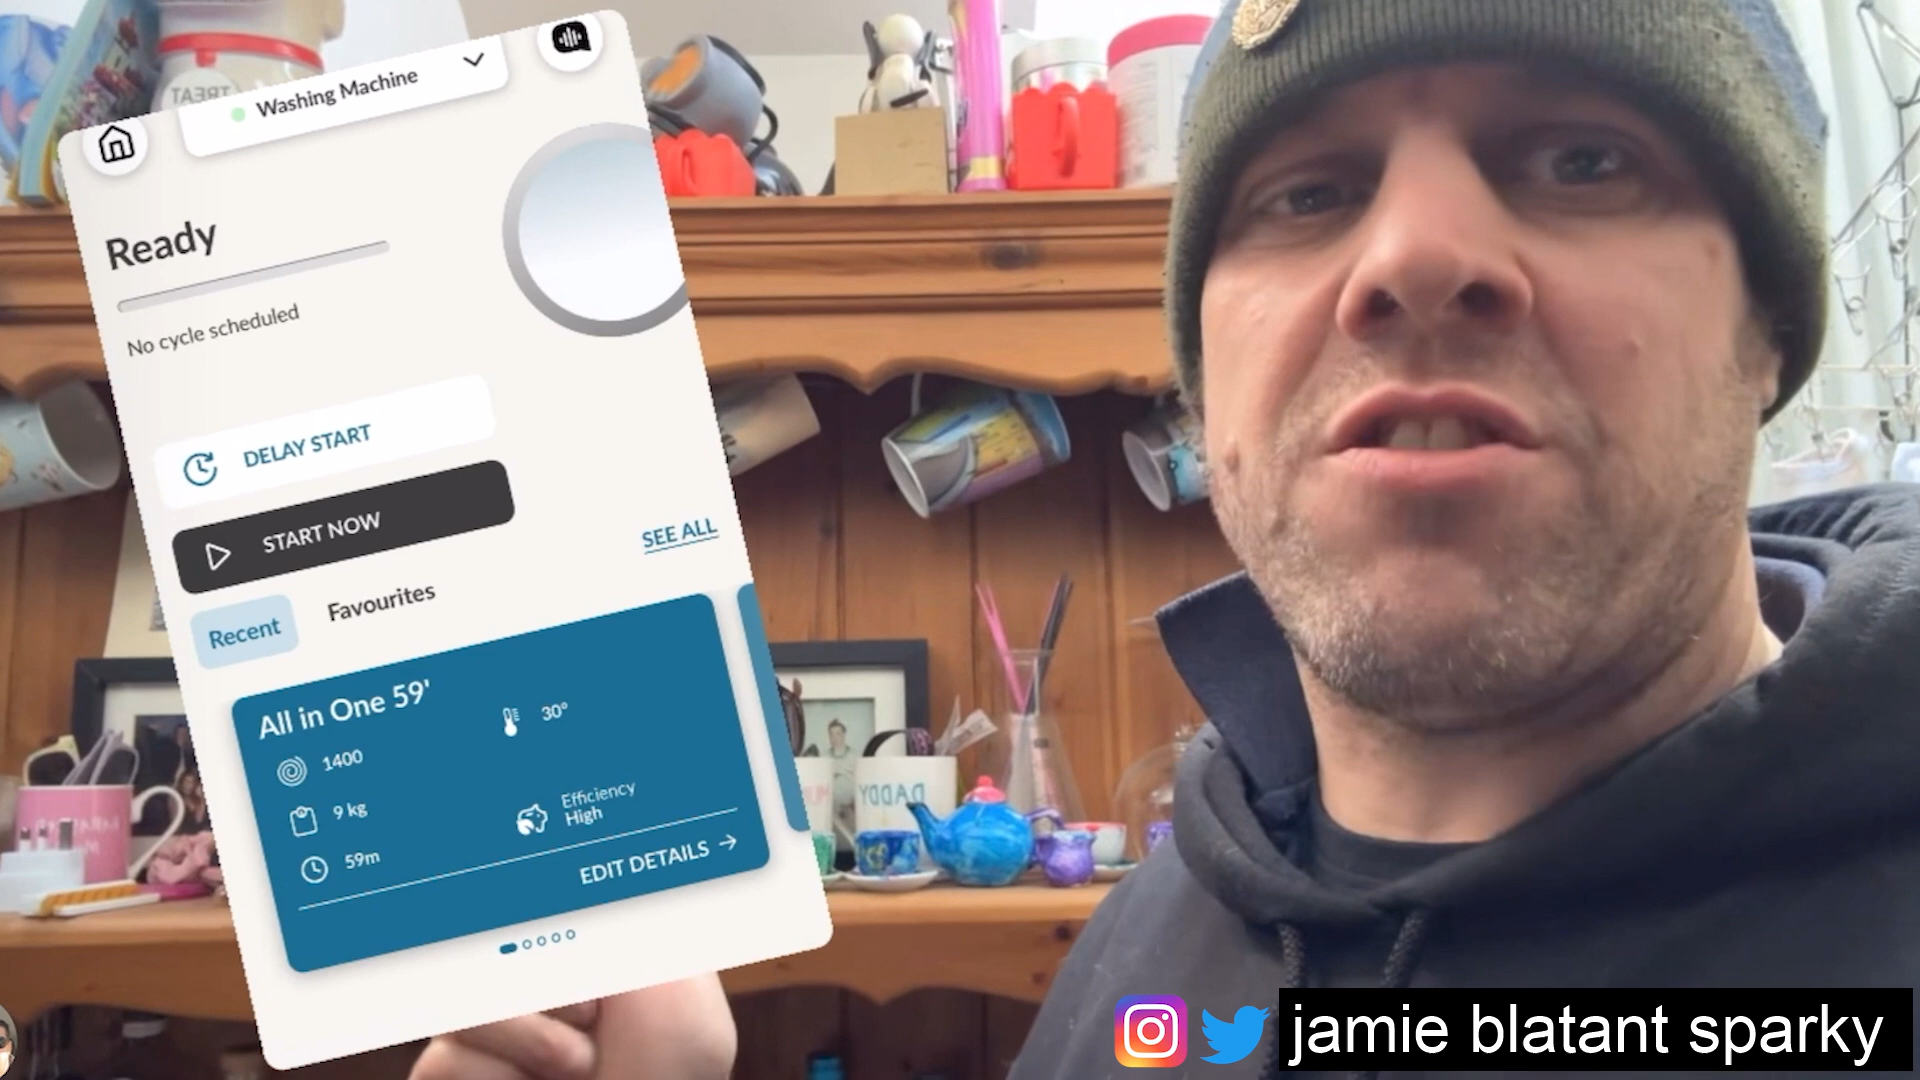 TREAT
Washing Machine
Ready
No cycle scheduled
DELAY START
START NOW
SEE ALL
Recent
Favourites
All in One 59'
30°
1400
9 kg
Efficiency
High
59m
EDIT DETAILS
DADDY
jamie blatant sparky